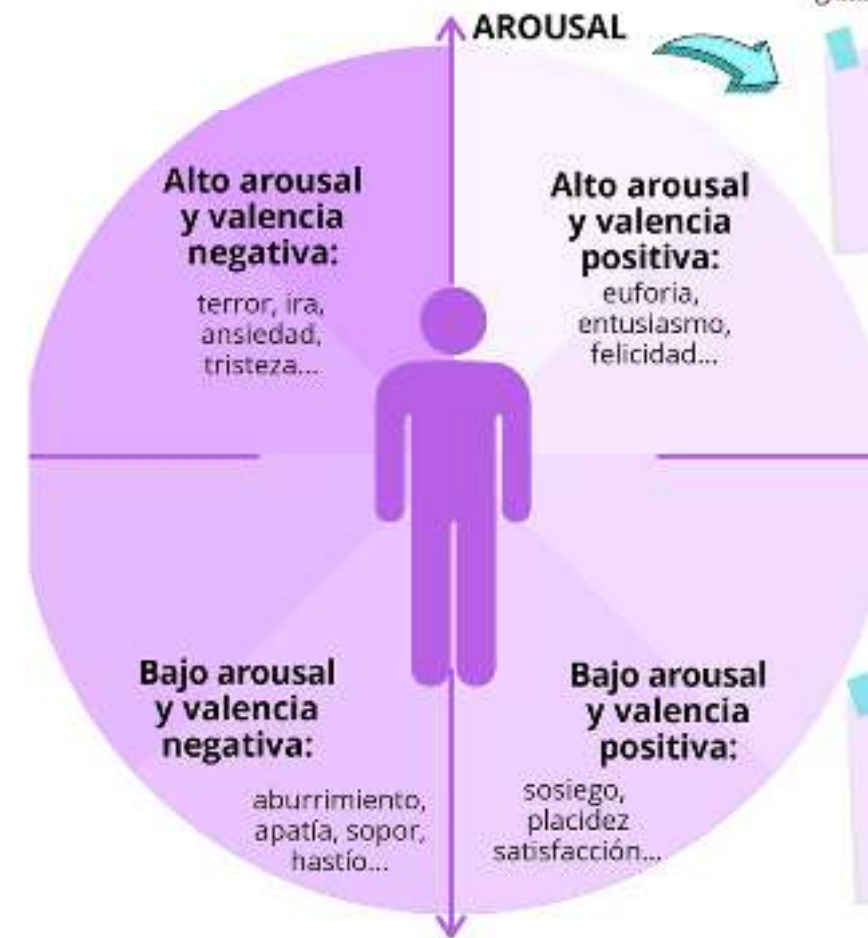 AROUSAL
Alto arousal
y valencia
negativa:
terror, ira,
ansiedad,
tristeza...
Alto arousal
y valencia
positiva:
euforia,
entusiasmo,
felicidad...
Bajo arousal
y valencia
negativa:
aburrimiento,
apatía, sopor,
hastío...
Bajo arousal
y valencia
positiva:
sosiego,
placidez
satisfacción...